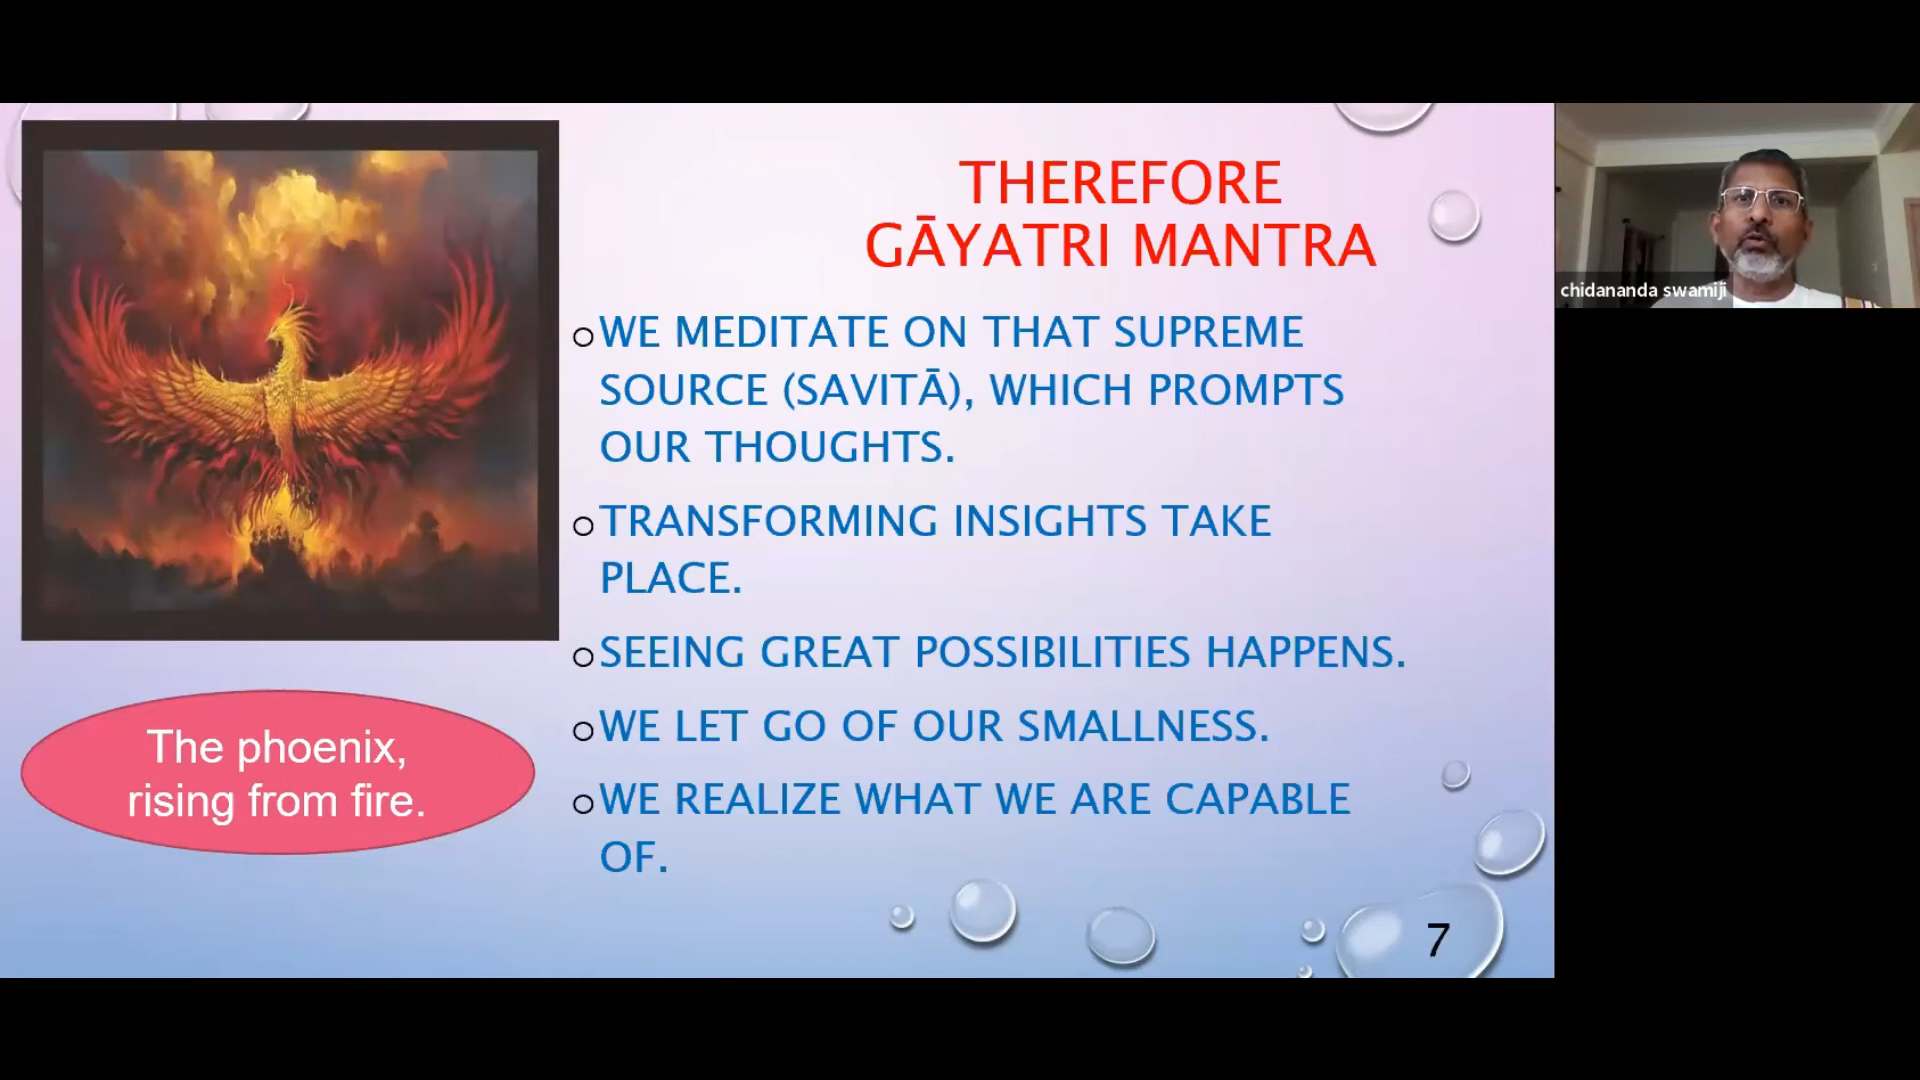 THEREFORE
GĀYATRI MANTRA
WE MEDITATE ON THAT SUPREME
SOURCE (SAVITĀ), WHICH PROMPTS
OUR THOUGHTS.
TRANSFORMING INSIGHTS TAKE
PLACE.
SEEING GREAT POSSIBILITIES HAPPENS.
WE LET GO OF OUR SMALLNESS.
WE REALIZE WHAT WE ARE CAPABLE
OF.
The phoenix,
rising from fire.
7
chidananda swamiji